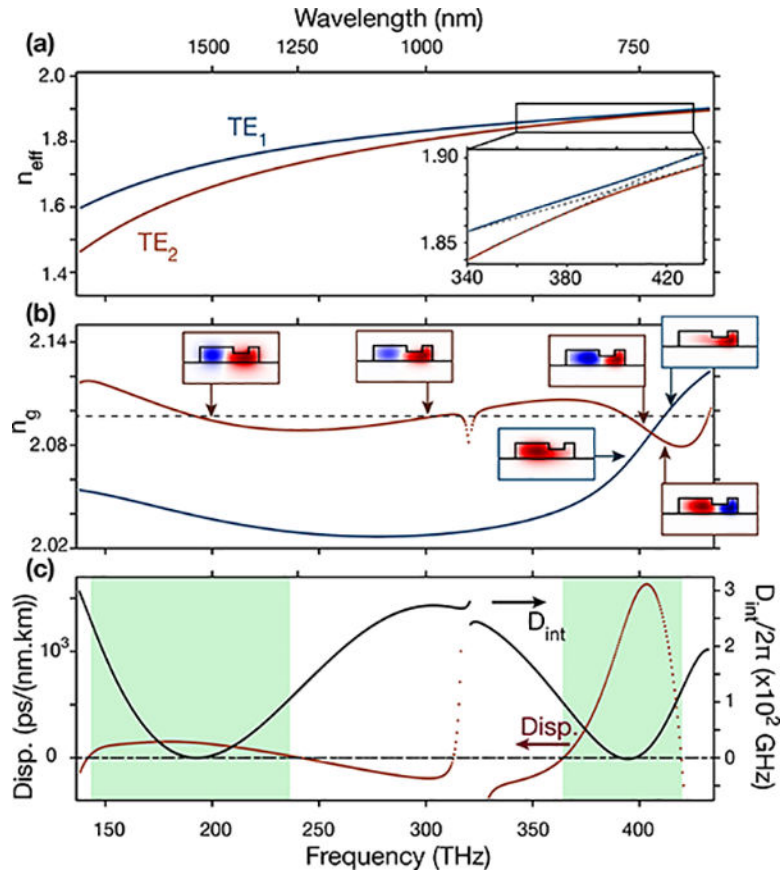 Wavelength (nm)
(a)
1500 1250 1000 750
2.0
1.8
1.6
1.4
n_eff
TE₁
TE₂
1.90
1.85
340 380 420
(b)
2.14
2.08
2.02
n_g
(c)
10³
0
Disp. (ps/(nm.km))
D_int
Disp.
3
2
1
0
D_int/2π (x10² GHz)
150 200 250 300 350 400
Frequency (THz)